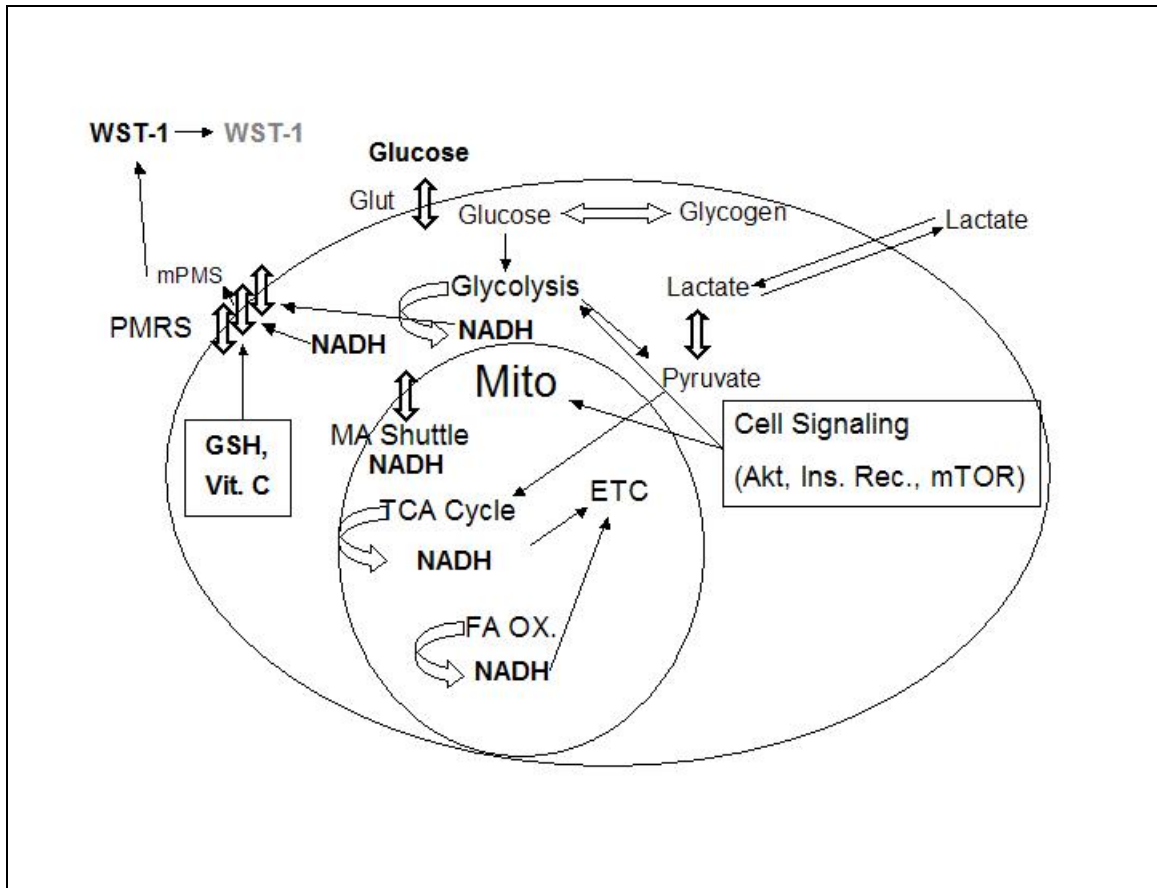 WST-1 WST-1
Glucose
Glut
Glucose
Glycogen
Lactate
mPMS
Glycolysis
Lactate
PMRS
NADH
NADH
Mito
Pyruvate
MA Shuttle
NADH
Cell Signaling
(Akt, Ins. Rec., mTOR)
GSH,
Vit. C
ETC
TCA Cycle
NADH
FA OX.
NADH